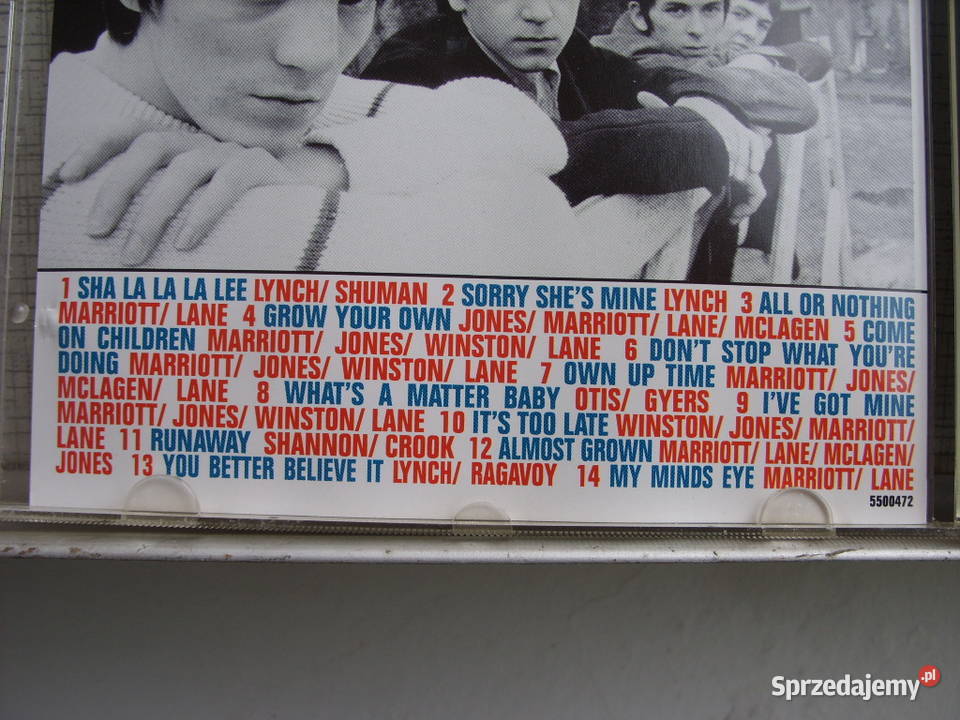 1 SHA LA LA LA LEE LYNCH/ SHUMAN 2 SORRY SHE'S MINE LYNCH 3 ALL OR NOTHING
MARRIOTT/ LANE 4 GROW YOUR OWN JONES/ MARRIOTT/ LANE/ MCLAGEN 5 COME
ON CHILDREN MARRIOTT/ JONES/ WINSTON/ LANE 6 DON'T STOP WHAT YOU'RE
DOING MARRIOTT/ JONES/ WINSTON/ LANE 7 OWN UP TIME MARRIOTT/ JONES/
MCLAGEN/ LANE 8 WHAT'S A MATTER BABY OTIS/ GYERS 9 I'VE GOT MINE
MARRIOTT/ JONES/ WINSTON/ LANE 10 IT'S TOO LATE WINSTON/ JONES/ MARRIOTT/
LANE 11 RUNAWAY SHANNON/ CROOK 12 ALMOST GROWN MARRIOTT/ LANE/ MCLAGEN/
JONES 13 YOU BETTER BELIEVE IT LYNCH/ RAGAVOY 14 MY MINDS EYE MARRIOTT/ LANE
5500472
Sprzedajemy.pl